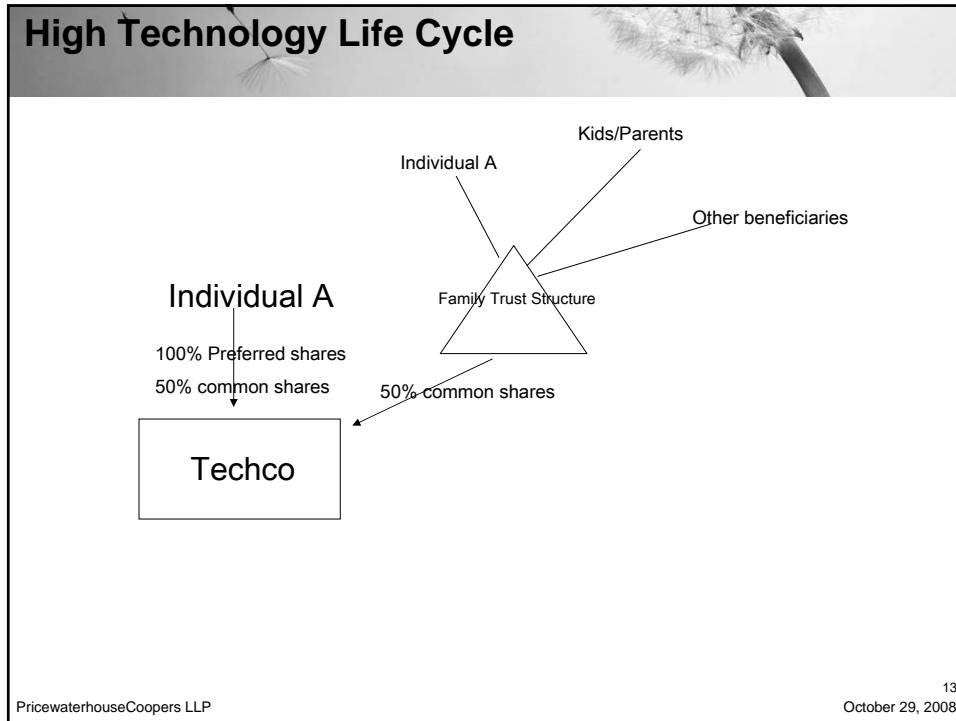 High Technology Life Cycle
Kids/Parents
Individual A
Other beneficiaries
Individual A
Family Trust Structure
100% Preferred shares
50% common shares
50% common shares
Techco
13
PricewaterhouseCoopers LLP
October 29, 2008